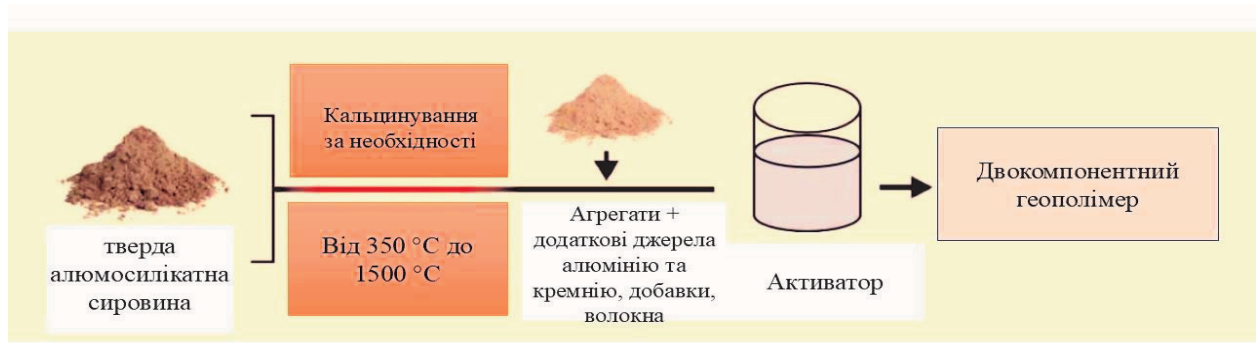 тверда
алюмосилікатна
сировина
Кальцинування
за необхідності
Від 350 °C до
1500 °C
Агрегати +
додаткові джерела
алюмінію та
кремнію, добавки,
волокна
Активатор
Двокомпонентний
геополімер